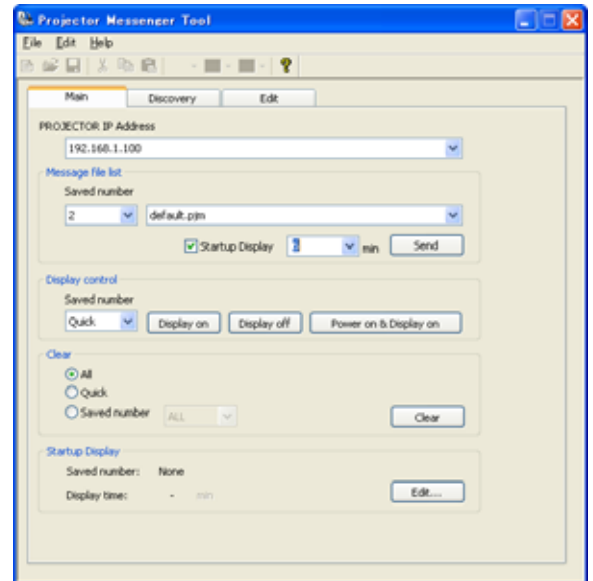 Projector Messenger Tool
File Edit Help
Main Discovery Edit
PROJECTOR IP Address
192.168.1.100
Message file list
Saved number
2 default.pjm
Startup Display min Send
Display control
Saved number
Quick Display on Display off Power on & Display on
Clear
All
Quick
Saved number ALL Clear
Startup Display
Saved number: None
Display time: - min Edit...